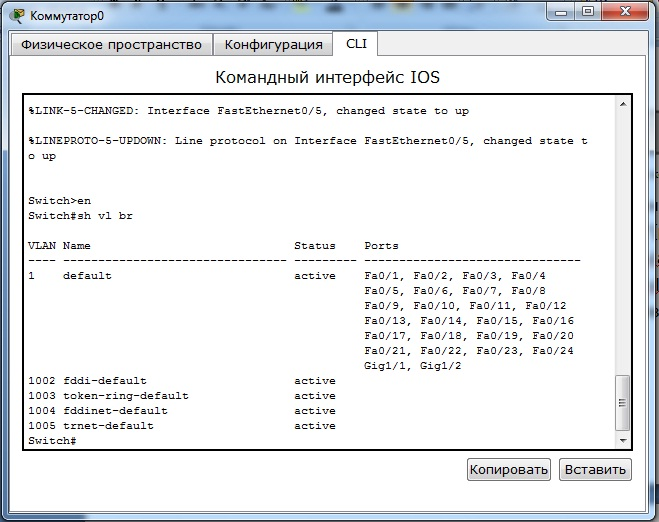 Коммутатор0
Физическое пространство
Конфигурация
CLI
Командный интерфейс IOS
%LINK-5-CHANGED: Interface FastEthernet0/5, changed state to up
%LINEPROTO-5-UPDOWN: Line protocol on Interface FastEthernet0/5, changed state t
o up
Switch>en
Switch#sh vl br
VLAN Name                             Status    Ports
---- -------------------------------- --------- -------------------------------
1    default                          active    Fa0/1, Fa0/2, Fa0/3, Fa0/4
                                                Fa0/5, Fa0/6, Fa0/7, Fa0/8
                                                Fa0/9, Fa0/10, Fa0/11, Fa0/12
                                                Fa0/13, Fa0/14, Fa0/15, Fa0/16
                                                Fa0/17, Fa0/18, Fa0/19, Fa0/20
                                                Fa0/21, Fa0/22, Fa0/23, Fa0/24
                                                Gig1/1, Gig1/2
1002 fddi-default                     active
1003 token-ring-default               active
1004 fddinet-default                  active
1005 trnet-default                    active
Switch#
Копировать
Вставить